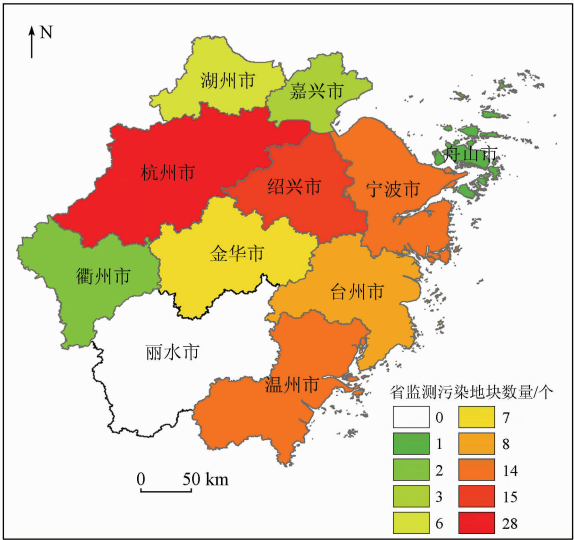 N
湖州市
嘉兴市
舟山市
杭州市
绍兴市
宁波市
金华市
衢州市
台州市
丽水市
温州市
省监测污染地块数量/个
0 7
1 8
2 14
3 15
6 28
0 50 km